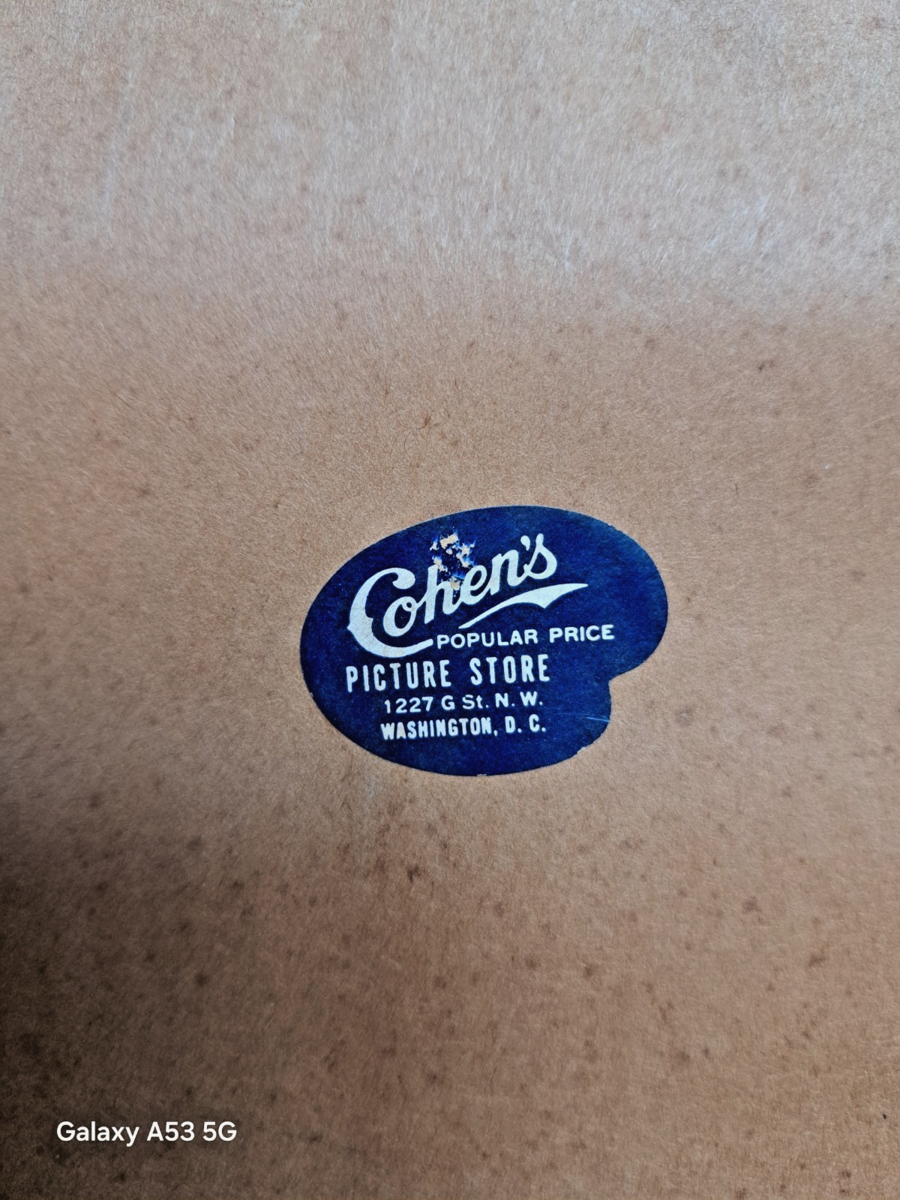 Cohen's
POPULAR PRICE
PICTURE STORE
1227 G St. N. W.
WASHINGTON, D. C.
Galaxy A53 5G